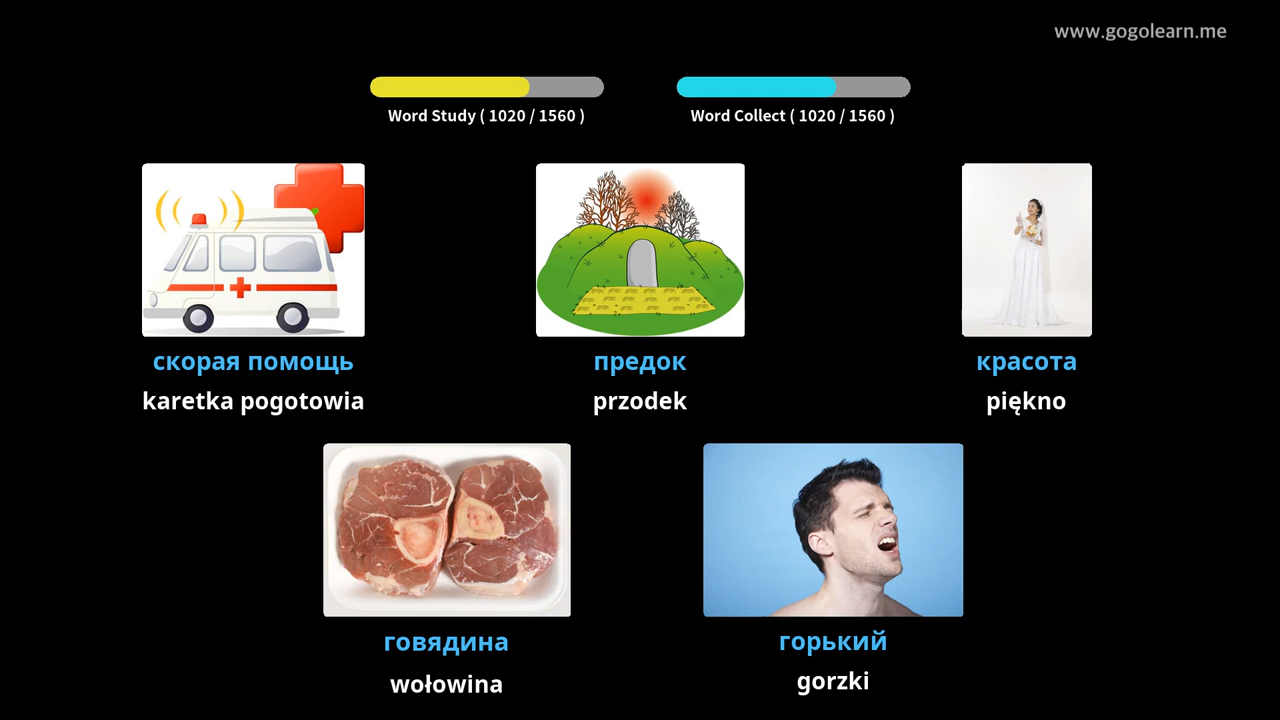 www.gogolearn.me
Word Study ( 1020 / 1560 )
Word Collect ( 1020 / 1560 )
скорая помощь
karetka pogotowia
предок
przodek
красота
piękno
говядина
wołowina
горький
gorzki